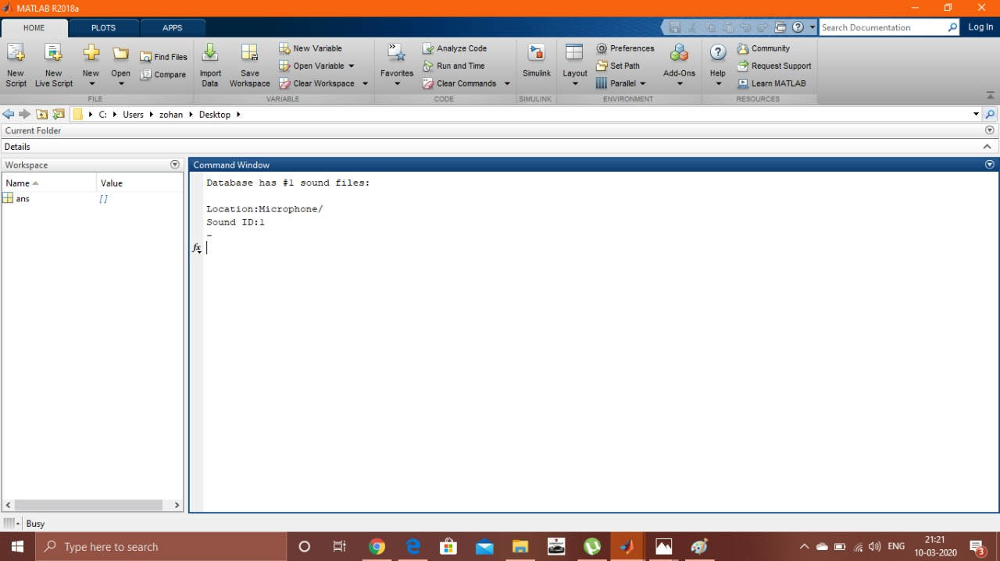 MATLAB R2018a
HOME PLOTS APPS
Search Documentation
Log In
New Script
New Live Script
New
Open
Find Files
Compare
Import Data
Save Workspace
New Variable
Open Variable
Clear Workspace
Favorites
Analyze Code
Run and Time
Clear Commands
Simulink
Layout
Preferences
Set Path
Parallel
Add-Ons
Help
Community
Request Support
Learn MATLAB
FILE VARIABLE CODE SIMULINK ENVIRONMENT RESOURCES
C: Users zohan Desktop
Current Folder
Details
Workspace
Name Value
ans []
Command Window
Database has #1 sound files:
Location:Microphone/
Sound ID:1
-
fx
Busy
Type here to search
ENG
21:21
10-03-2020
3